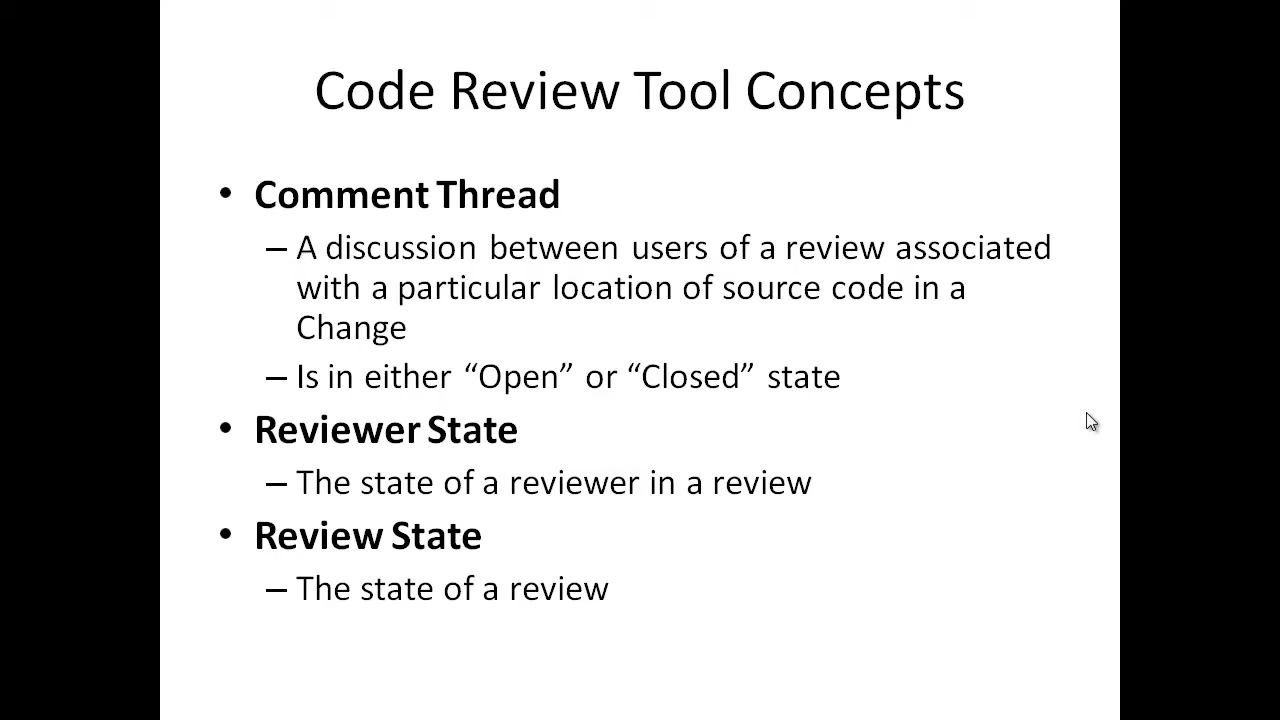 Code Review Tool Concepts
• Comment Thread
– A discussion between users of a review associated
with a particular location of source code in a
Change
– Is in either “Open” or “Closed” state
• Reviewer State
– The state of a reviewer in a review
• Review State
– The state of a review